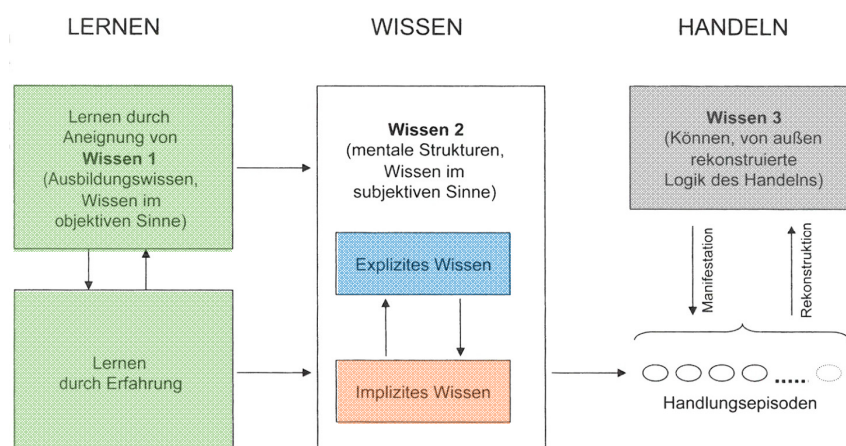 LERNEN
WISSEN
HANDELN
Lernen durch
Aneignung von
Wissen 1
(Ausbildungswissen,
Wissen im
objektiven Sinne)
Lernen
durch Erfahrung
Wissen 2
(mentale Strukturen,
Wissen im
subjektiven Sinne)
Explizites Wissen
Implizites Wissen
Wissen 3
(Können, von außen
rekonstruierte
Logik des Handelns)
Manifestation
Rekonstruktion
Handlungsepisoden